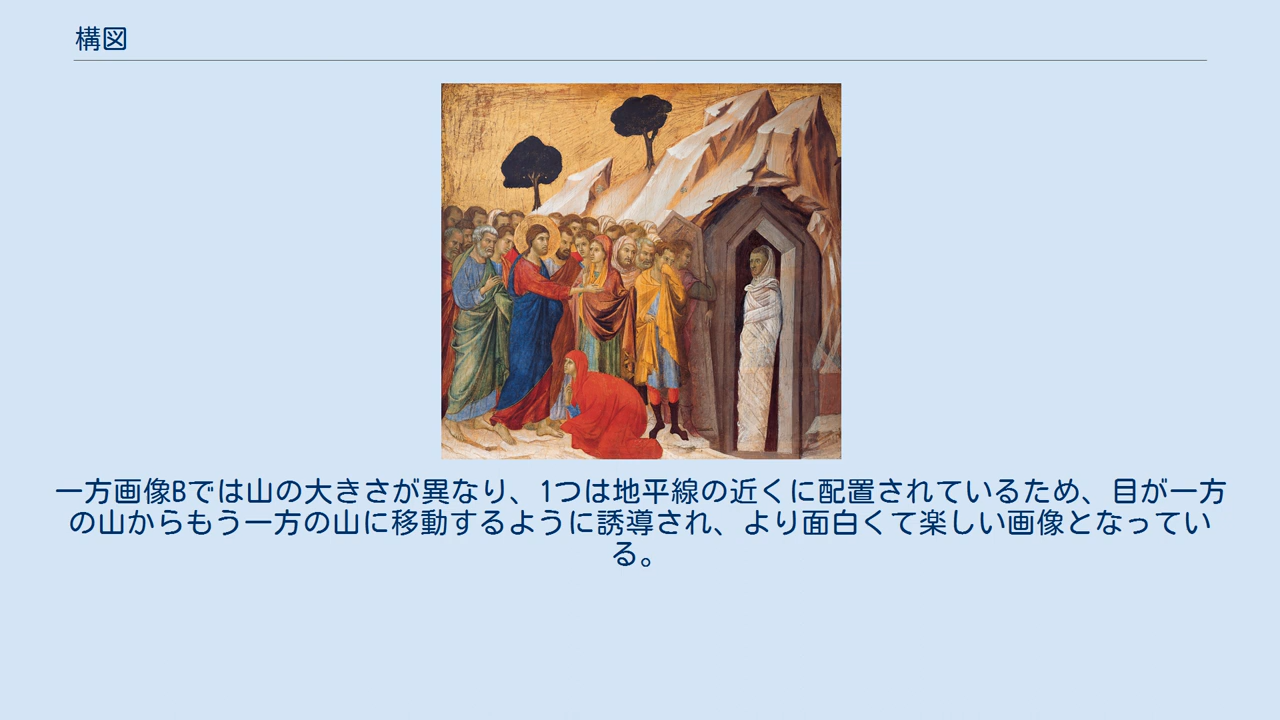 構図
一方画像Bでは山の大きさが異なり、1つは地平線の近くに配置されているため、目が一方
の山からもう一方の山に移動するように誘導され、より面白くて楽しい画像となってい
る。